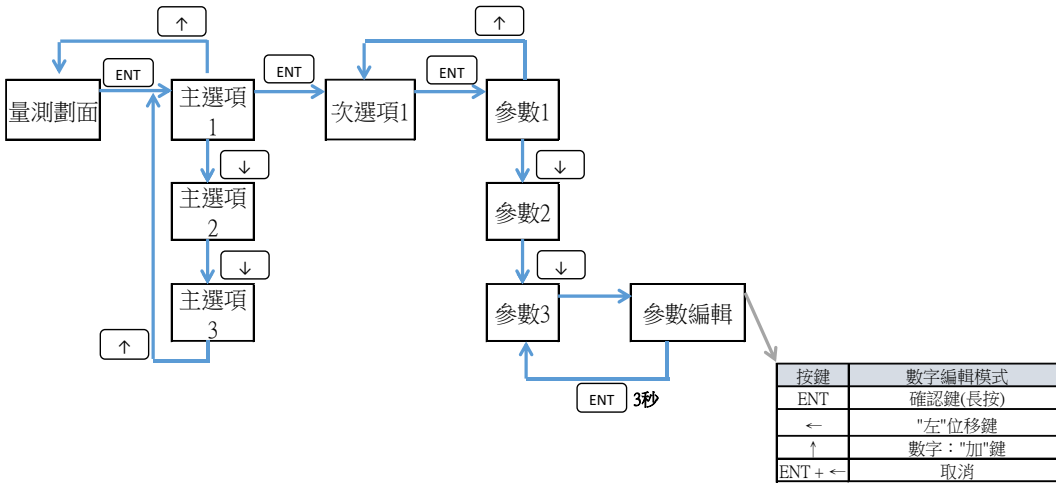 ↑
↑
ENT
ENT
ENT
量測劃面
主選項
1
次選項1
參數1
↓
↓
主選項
2
參數2
↓
↓
主選項
3
參數3
參數編輯
↑
ENT 3秒
按鍵 數字編輯模式
ENT 確認鍵(長按)
← "左"位移鍵
↑ 數字："加"鍵
ENT + ← 取消